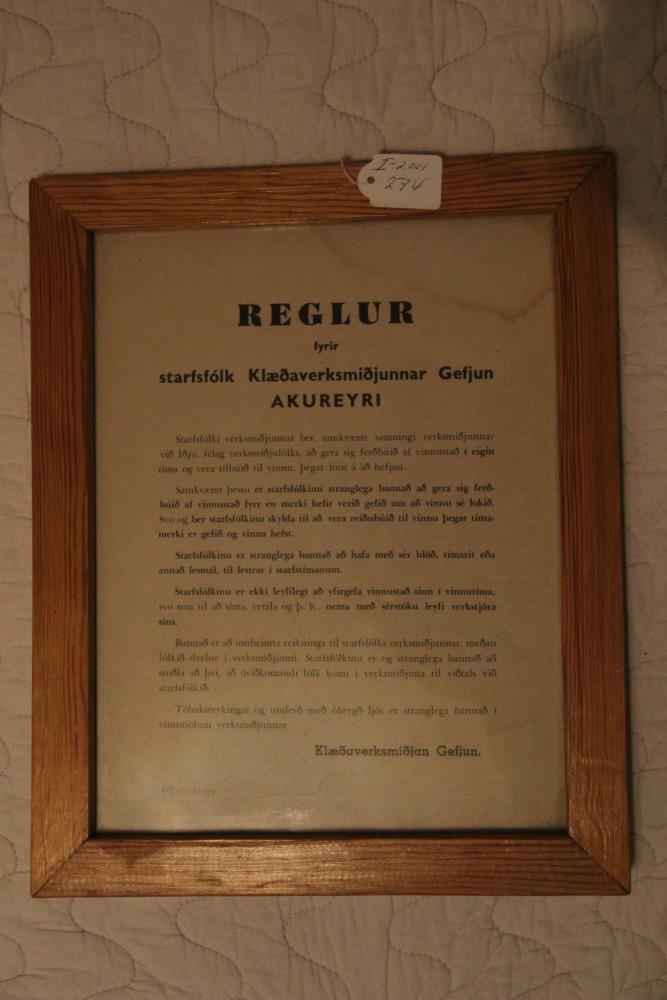 I-2001
274
REGLUR
fyrir
starfsfólk Klæðaverksmiðjunnar Gefjun
AKUREYRI
Starfsfólki verksmiðjunnar ber, samkvæmt samningi verksmiðjunnar
við Iðju, félag verksmiðjufólks, að gera sig ferðbúið af vinnustað í eigin
tíma og vera tilbúið til vinnu, þegar hún á að hefjast.
Samkvæmt þessu er starfsfólkinu stranglega bannað að gera sig ferð-
búið af vinnustað fyrr en merki hefir verið gefið um að vinnu sé lokið.
Svo og ber starfsfólkinu skylda til að vera reiðubúið til vinnu þegar tíma-
merki er gefið og vinna hefst.
Starfsfólkinu er stranglega bannað að hafa með sér blöð, tímarit eða
annað lesmál, til lestrar í starfstímanum.
Starfsfólkinu er ekki leyfilegt að yfirgefa vinnustað sinn í vinnutíma,
svo sem til að síma, verzla og þ. h., nema með sérstöku leyfi verkstjóra
síns.
Bannað er að innheimta reikninga til starfsfólks verksmiðjunnar, meðan
fólkið dvelur í verksmiðjunni. Starfsfólkinu er og stranglega bannað að
stuðla að því, að óviðkomandi fólk komi í verksmiðjuna til viðtals við
starfsfólkið.
Tóbaksreykingar og umferð með óbyrgð ljós er stranglega bannað í
vinnusölum verksmiðjunnar.
Klæðaverksmiðjan Gefjun.